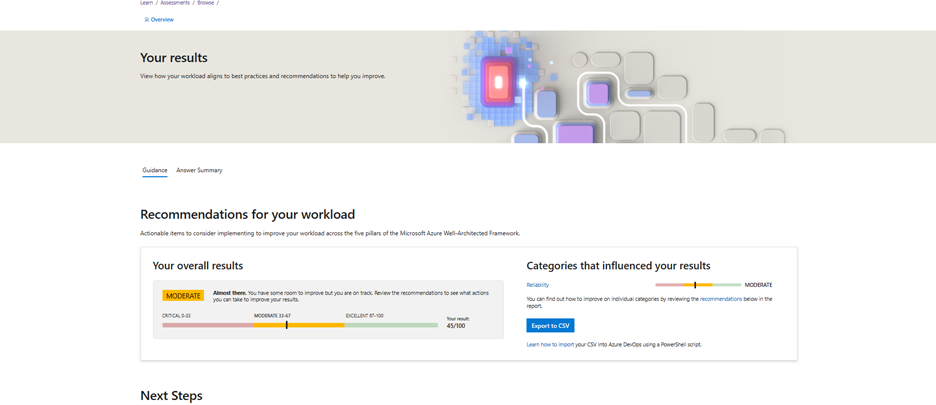 Learn / Assessments / Browse /
Overview
Your results
View how your workload aligns to best practices and recommendations to help you improve.
Guidance Answer Summary
Recommendations for your workload
Actionable items to consider implementing to improve your workload across the five pillars of the Microsoft Azure Well-Architected Framework.
Your overall results
MODERATE
Almost there. You have some room to improve but you are on track. Review the recommendations to see what actions
you can take to improve your results.
CRITICAL 0-33 MODERATE 33-67 EXCELLENT 67-100
Your result:
45/100
Categories that influenced your results
Reliability MODERATE
You can find out how to improve on individual categories by reviewing the recommendations below in the
report.
Export to CSV
Learn how to import your CSV into Azure DevOps using a PowerShell script.
Next Steps